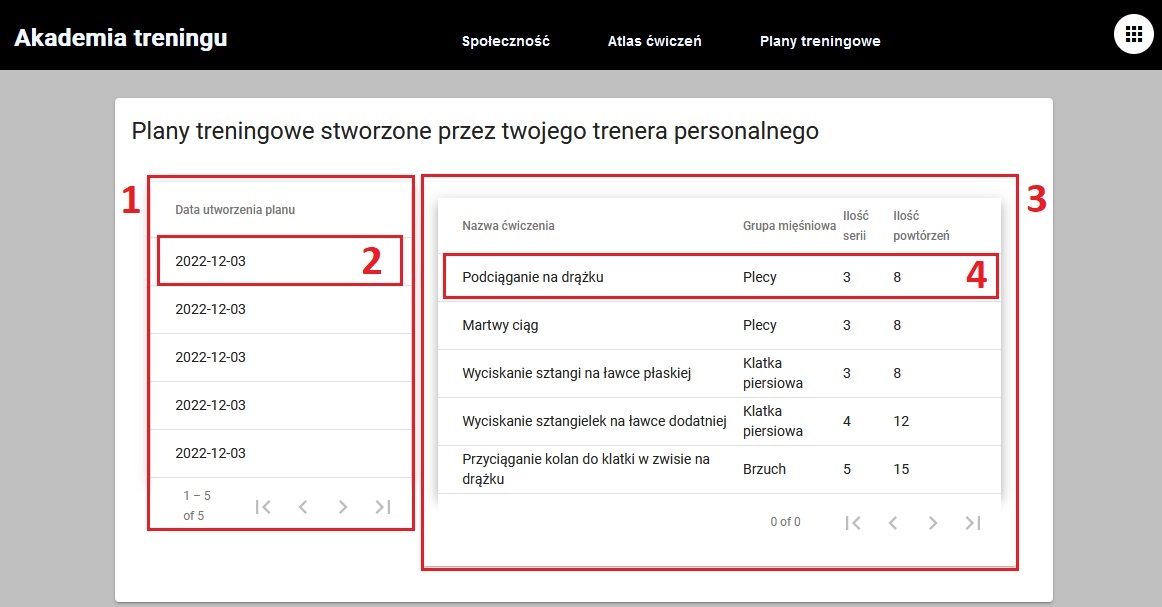 Akademia treningu
Społeczność
Atlas ćwiczeń
Plany treningowe
Plany treningowe stworzone przez twojego trenera personalnego
1
Data utworzenia planu
2022-12-03
2
2022-12-03
2022-12-03
2022-12-03
2022-12-03
1 – 5
of 5
3
Nazwa ćwiczenia
Grupa mięśniowa
Ilość
serii
Ilość
powtórzeń
Podciąganie na drążku
Plecy
3
8
4
Martwy ciąg
Plecy
3
8
Wyciskanie sztangi na ławce płaskiej
Klatka
piersiowa
3
8
Wyciskanie sztangielek na ławce dodatniej
Klatka
piersiowa
4
12
Przyciąganie kolan do klatki w zwisie na
drążku
Brzuch
5
15
0 of 0